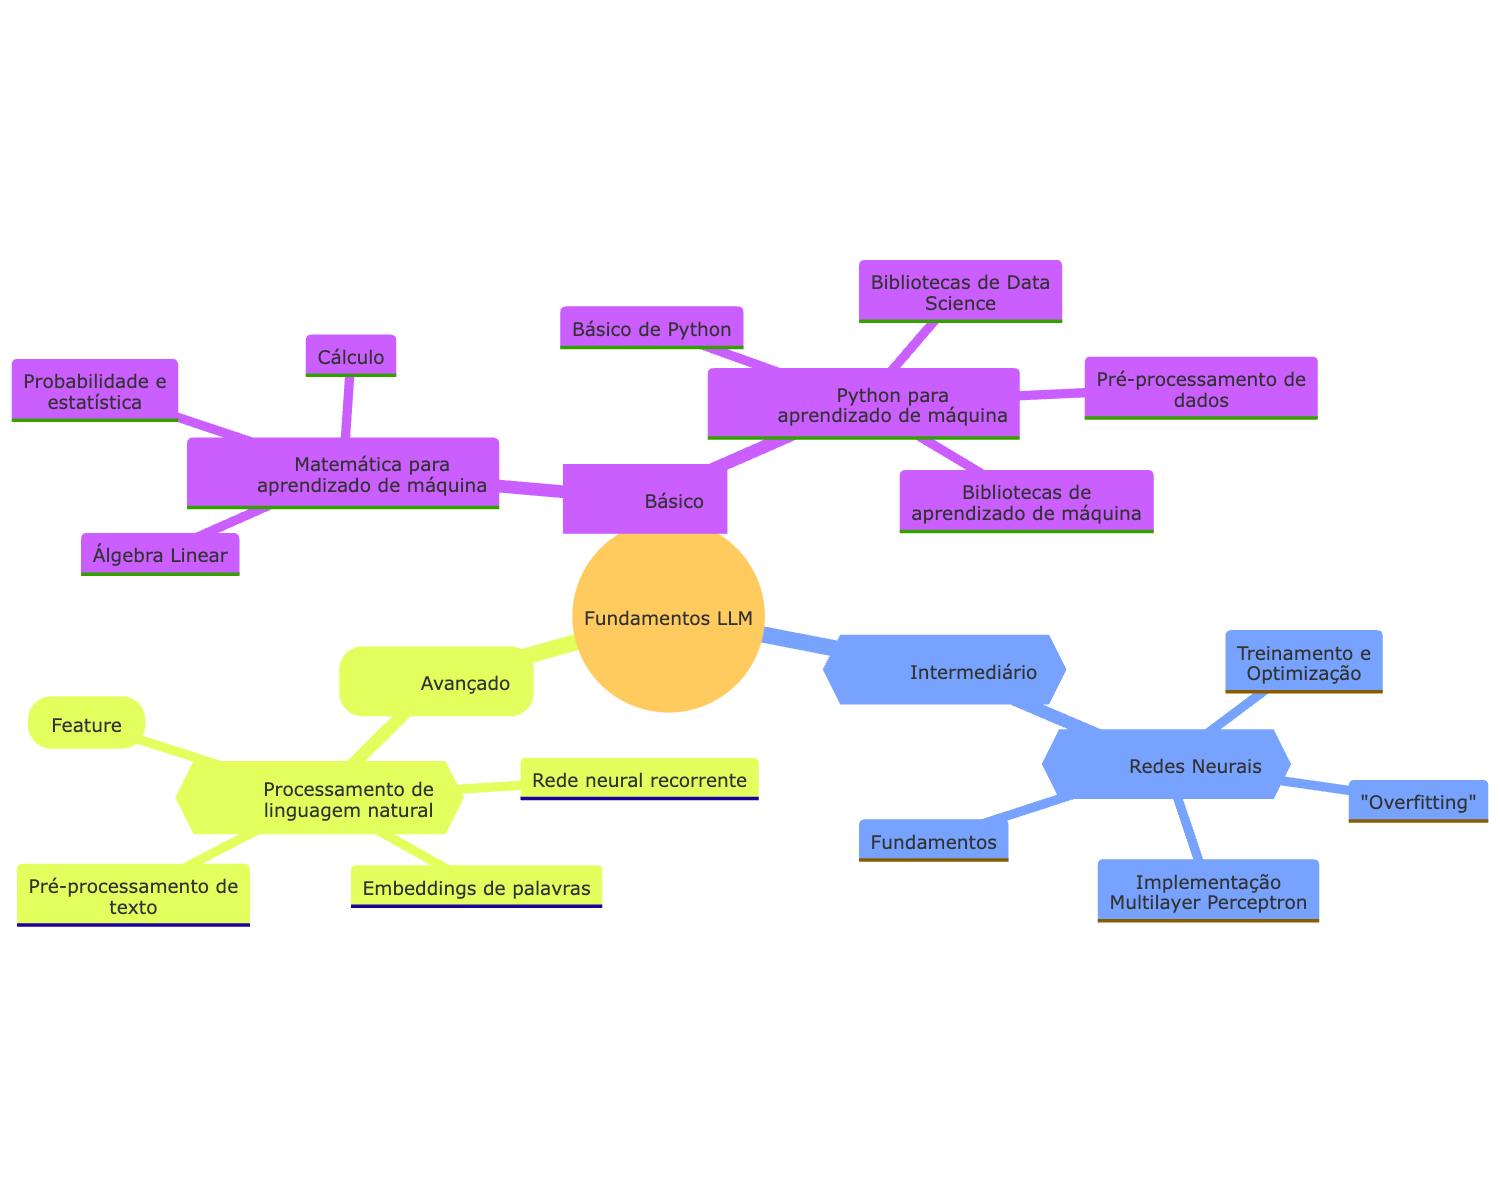 Bibliotecas de Data
Science
Básico de Python
Cálculo
Probabilidade e
estatística
Pré-processamento de
dados
Python para
aprendizado de máquina
Matemática para
aprendizado de máquina
Básico
Bibliotecas de
aprendizado de máquina
Álgebra Linear
Fundamentos LLM
Avançado
Intermediário
Treinamento e
Optimização
Feature
Redes Neurais
Processamento de
linguagem natural
Rede neural recorrente
"Overfitting"
Fundamentos
Pré-processamento de
texto
Embeddings de palavras
Implementação
Multilayer Perceptron